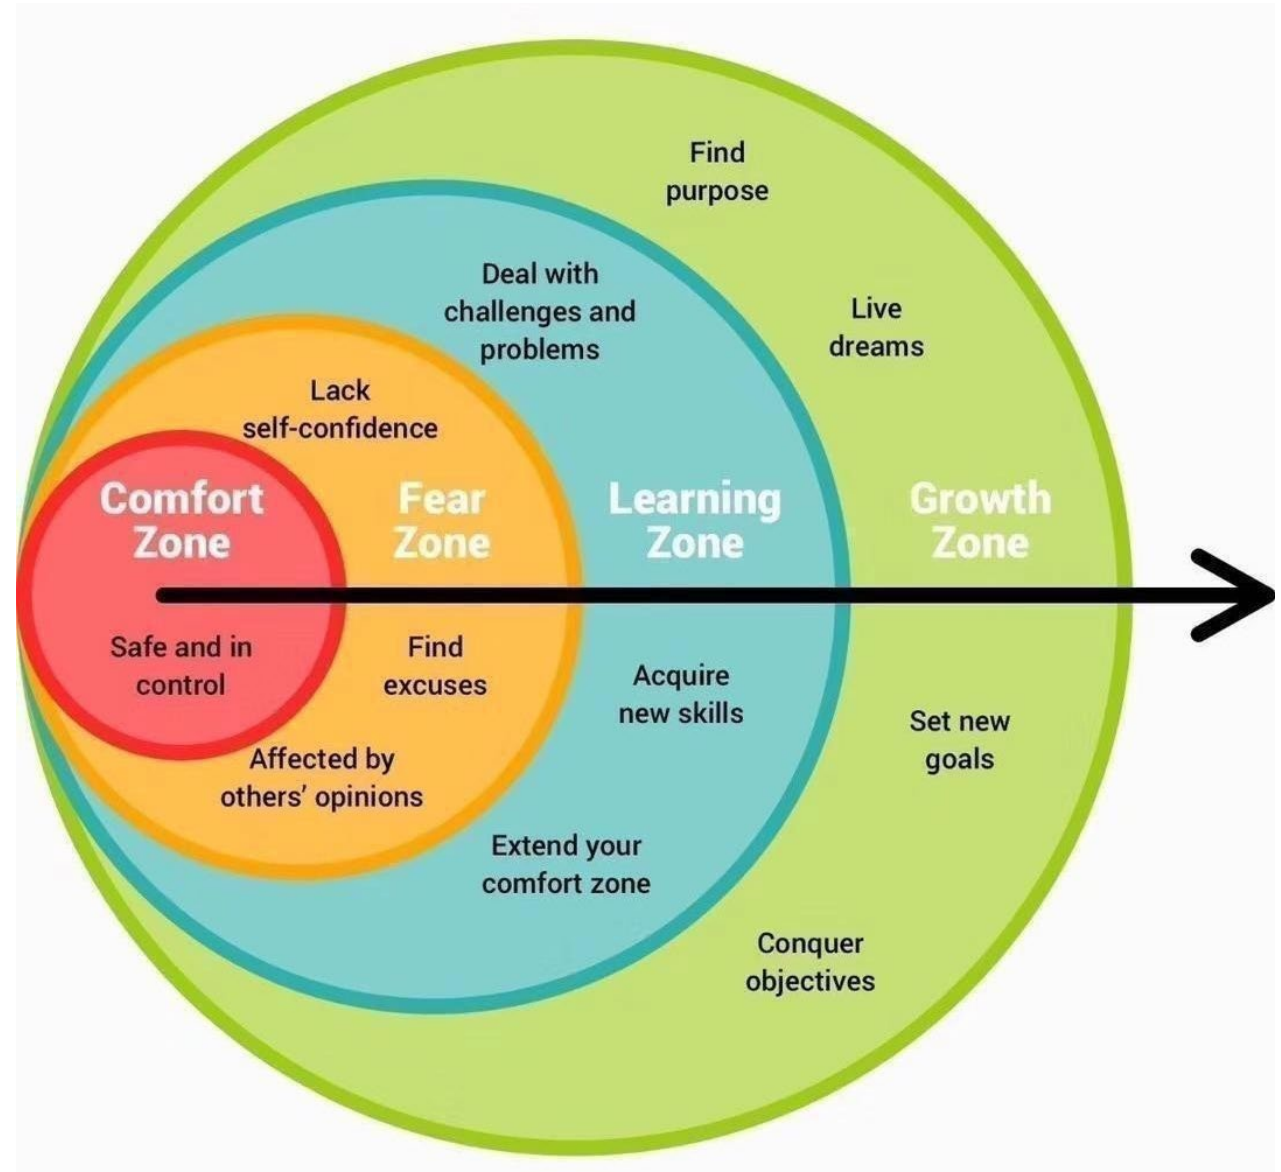 Find
purpose
Live
dreams
Deal with
challenges and
problems
Lack
self-confidence
Comfort
Zone
Fear
Zone
Learning
Zone
Growth
Zone
Safe and in
control
Find
excuses
Affected by
others’ opinions
Acquire
new skills
Extend your
comfort zone
Set new
goals
Conquer
objectives